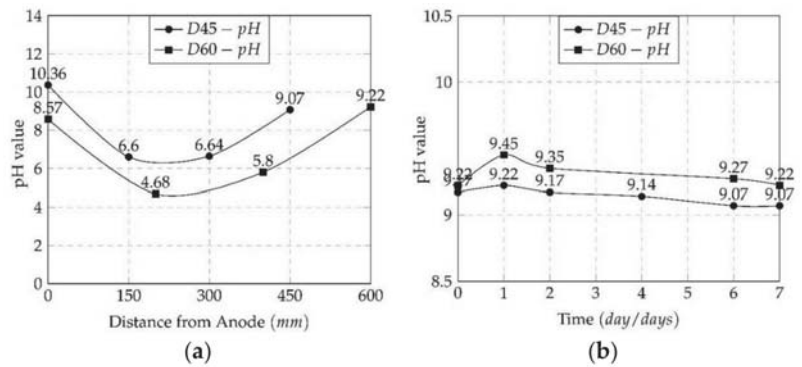 14
12
10
8
6
4
2
0
pH value
D45 − pH
D60 − pH
10.36
8.57
6.6
6.64
9.07
4.68
5.8
9.22
0 150 300 450 600
Distance from Anode (mm)
(a)
10.5
10
9
8.5
pH value
D45 − pH
D60 − pH
9.22
9.45
9.35
9.27
9.22
9.22
9.17
9.14
9.07
9.07
0 1 2 3 4 5 6 7
Time (day/days)
(b)